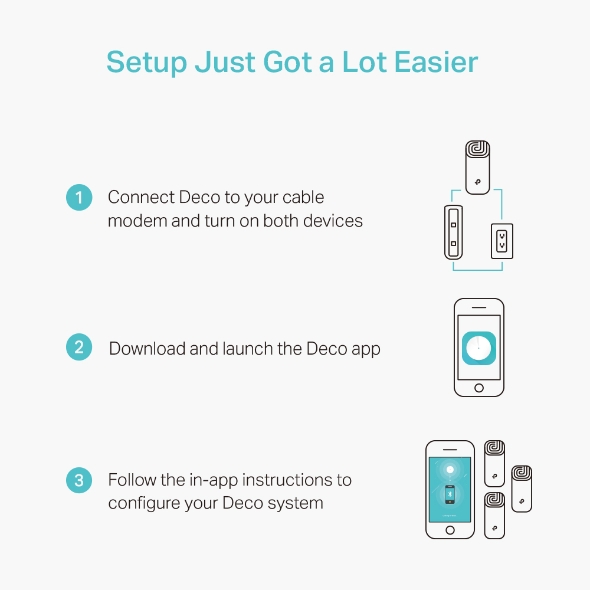 Setup Just Got a Lot Easier
1
Connect Deco to your cable
modem and turn on both devices
2
Download and launch the Deco app
3
Follow the in-app instructions to
configure your Deco system